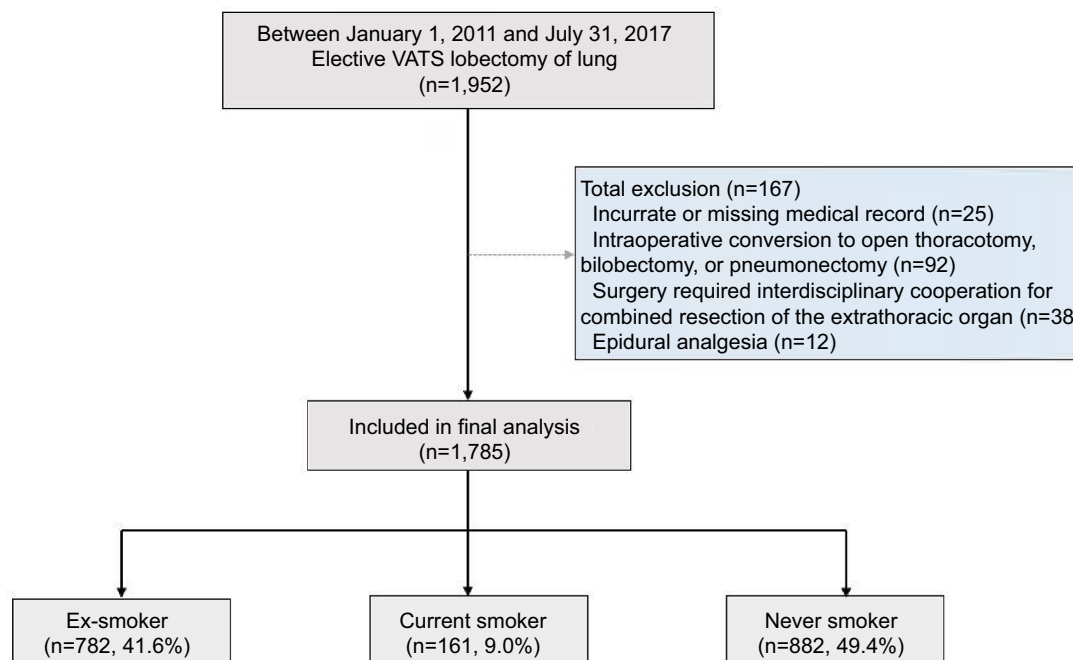 Between January 1, 2011 and July 31, 2017
Elective VATS lobectomy of lung
(n=1,952)
Total exclusion (n=167)
Incurrate or missing medical record (n=25)
Intraoperative conversion to open thoracotomy,
bilobectomy, or pneumonectomy (n=92)
Surgery required interdisciplinary cooperation for
combined resection of the extrathoracic organ (n=38
Epidural analgesia (n=12)
Included in final analysis
(n=1,785)
Ex-smoker
(n=782, 41.6%)
Current smoker
(n=161, 9.0%)
Never smoker
(n=882, 49.4%)